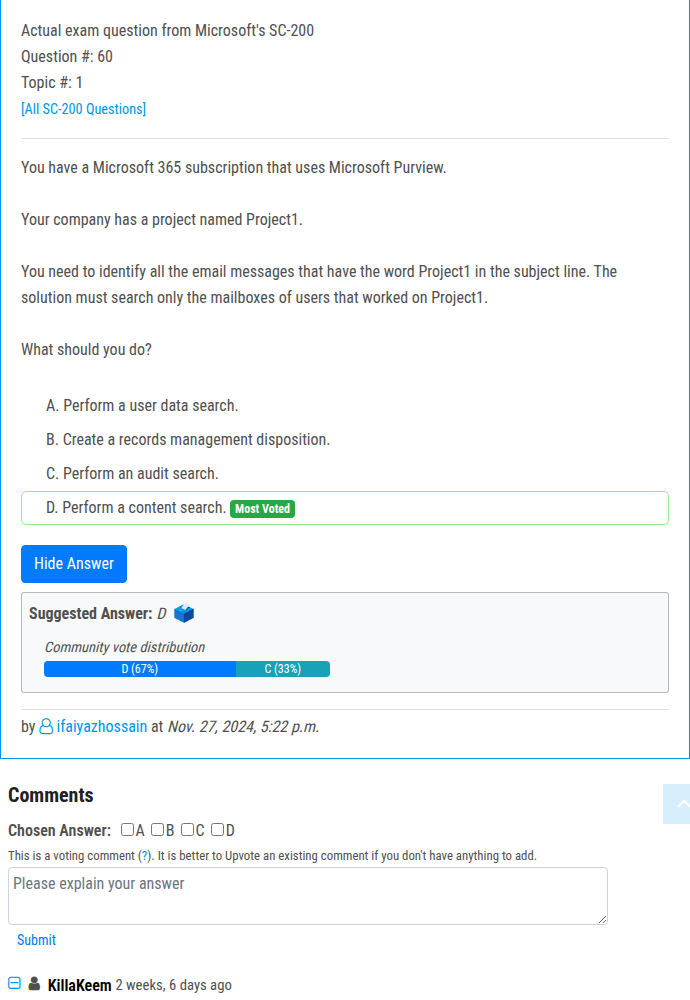 Actual exam question from Microsoft's SC-200
Question #: 60
Topic #: 1
[All SC-200 Questions]
You have a Microsoft 365 subscription that uses Microsoft Purview.
Your company has a project named Project1.
You need to identify all the email messages that have the word Project1 in the subject line. The
solution must search only the mailboxes of users that worked on Project1.
What should you do?
A. Perform a user data search.
B. Create a records management disposition.
C. Perform an audit search.
D. Perform a content search. Most Voted
Hide Answer
Suggested Answer: D
Community vote distribution
D (67%) C (33%)
by ifaiyazhossain at Nov. 27, 2024, 5:22 p.m.
Comments
Chosen Answer: A B C D
This is a voting comment (?). It is better to Upvote an existing comment if you don't have anything to add.
Please explain your answer
Submit
KillaKeem 2 weeks, 6 days ago